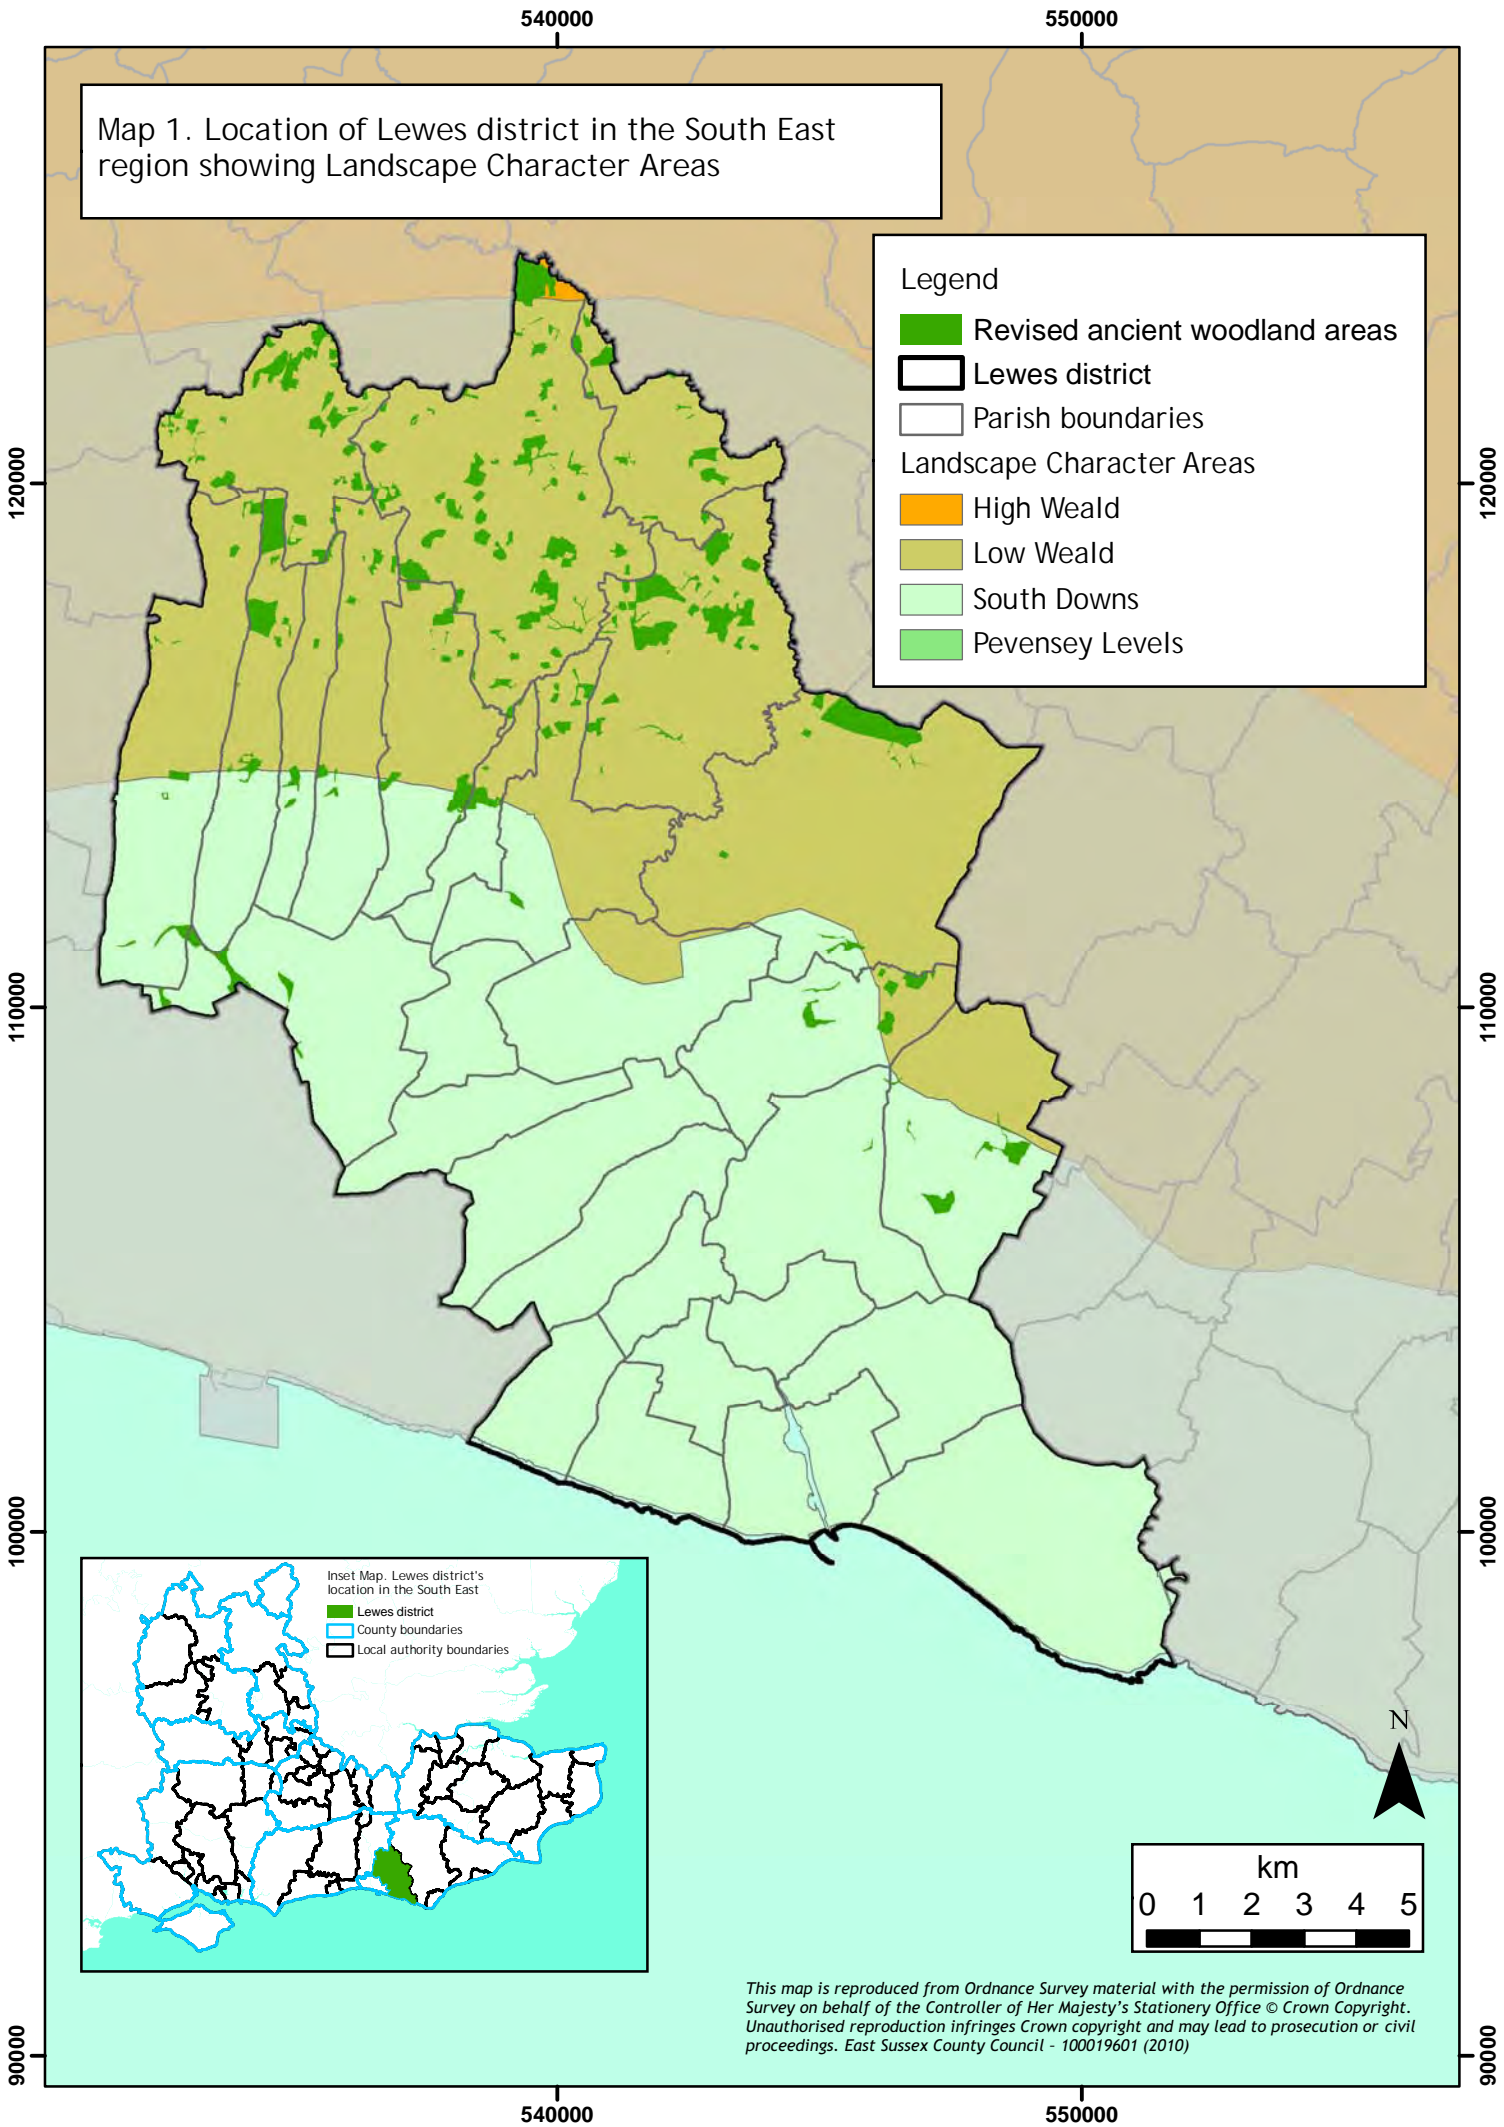 540000
550000
Map 1. Location of Lewes district in the South East
region showing Landscape Character Areas
Legend
Revised ancient woodland areas
Lewes district
Parish boundaries
Landscape Character Areas
High Weald
Low Weald
South Downs
Pevensey Levels
120000
120000
110000
110000
100000
100000
90000
90000
Inset Map. Lewes district's
location in the South East
Lewes district
County boundaries
Local authority boundaries
N
km
0 1 2 3 4 5
This map is reproduced from Ordnance Survey material with the permission of Ordnance
Survey on behalf of the Controller of Her Majesty's Stationery Office © Crown Copyright.
Unauthorised reproduction infringes Crown copyright and may lead to prosecution or civil
proceedings. East Sussex County Council - 100019601 (2010)
540000
550000